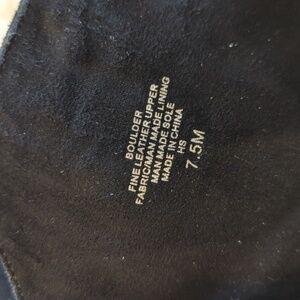 BOULDER
FINE LEATHER UPPER
FABRIC/MAN MADE LINING
MAN MADE SOLE
MADE IN CHINA
HS
7.5M